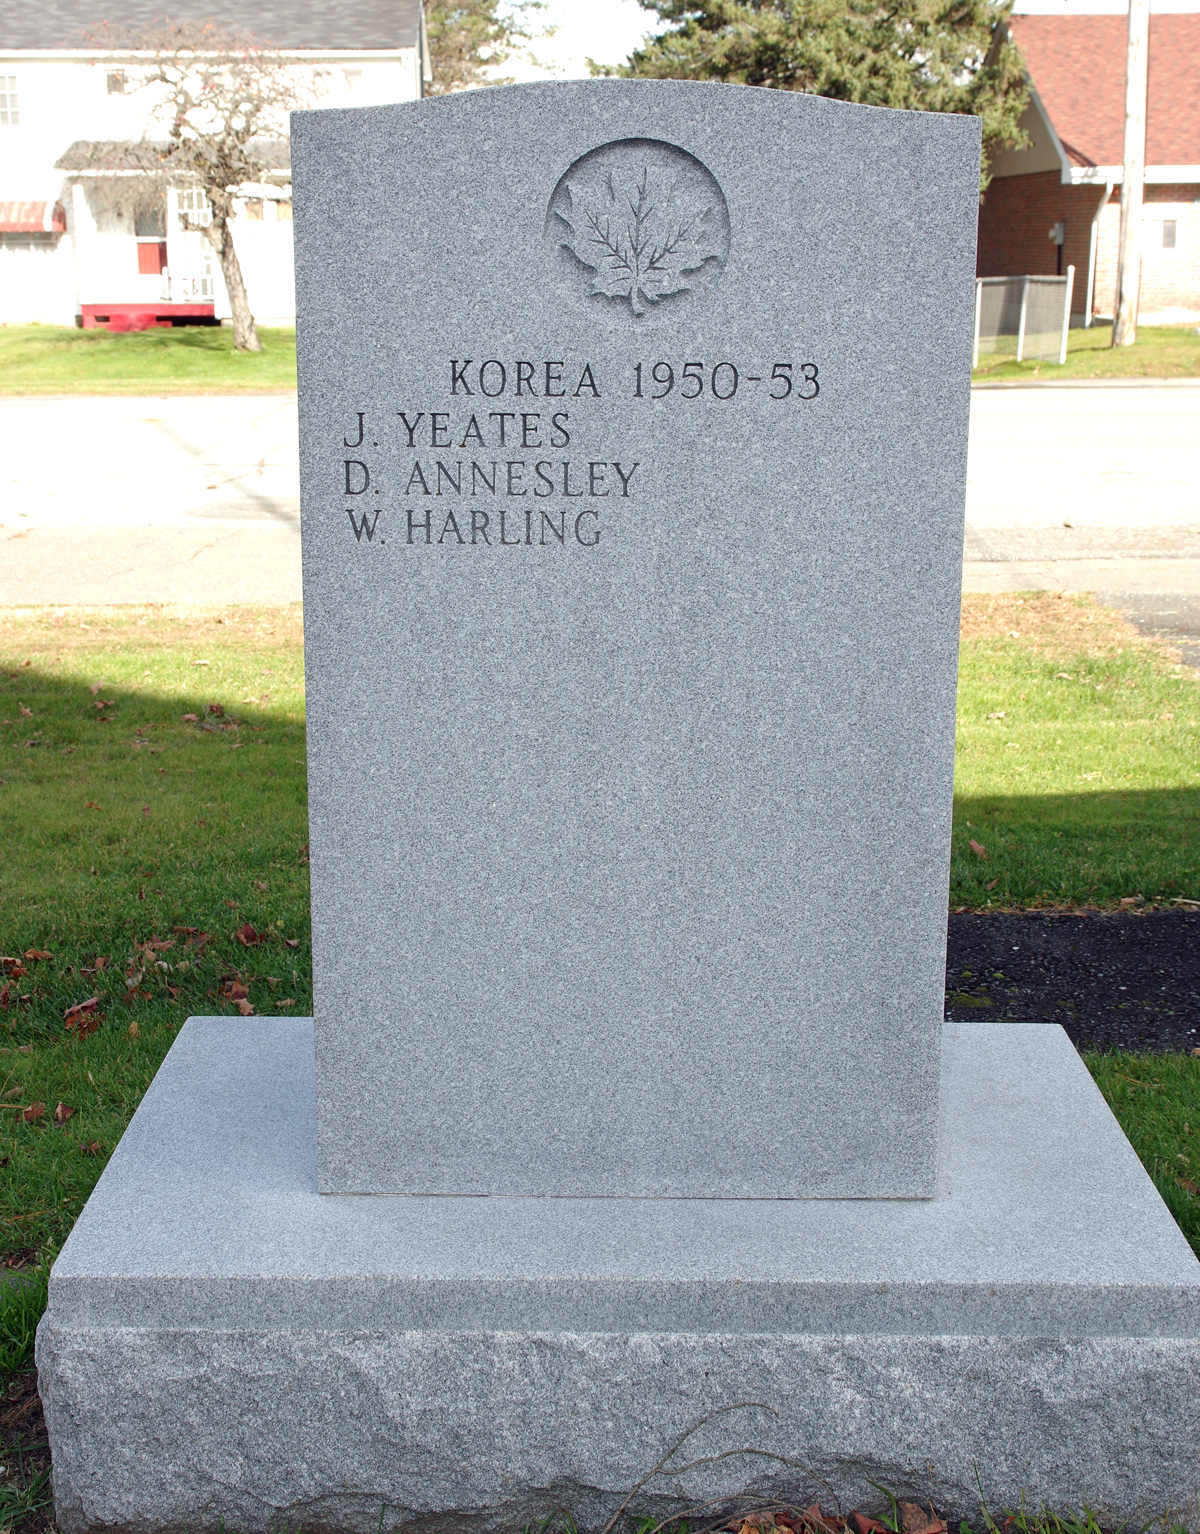 KOREA 1950-53
J. YEATES
D. ANNESLEY
W. HARLING